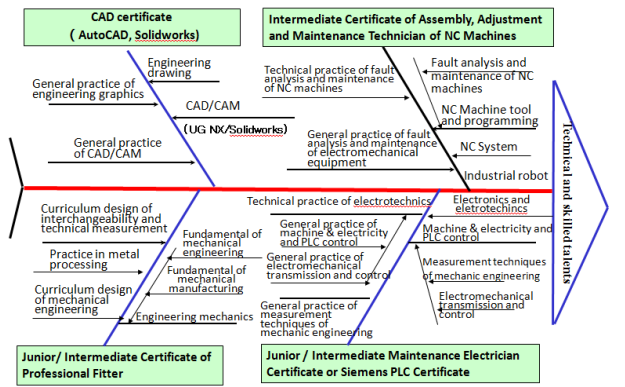 CAD certificate
( AutoCAD, Solidworks)
Intermediate Certificate of Assembly, Adjustment
and Maintenance Technician of NC Machines
Engineering
drawing
General practice of
engineering graphics
CAD/CAM
(UG NX/Solidworks)
General practice
of CAD/CAM
Technical practice of fault
analysis and maintenance
of NC machines
Fault analysis and
maintenance of NC
machines
NC Machine tool
and programming
General practice of fault
analysis and maintenance
of electromechanical
equipment
NC System
Industrial robot
Technical and skilled talents
Curriculum design of
interchangeability and
technical measurement
Fundamental of
mechanical
engineering
Practice in metal
processing
Fundamental of
mechanical
manufacturing
Curriculum design
of mechanical
engineering
Engineering mechanics
Technical practice of electrotechnics
Electronics and
eletrotechincs
General practice of
machine & electricity
and PLC control
Machine & electricity and
PLC control
General practice of
electromechanical
transmission and control
Measurement techniques
of mechanic engineering
General practice of
measurement
techniques of
mechanic engineering
Electromechanical
transmission and
control
Junior/ Intermediate Certificate of
Professional Fitter
Junior / Intermediate Maintenance Electrician
Certificate or Siemens PLC Certificate